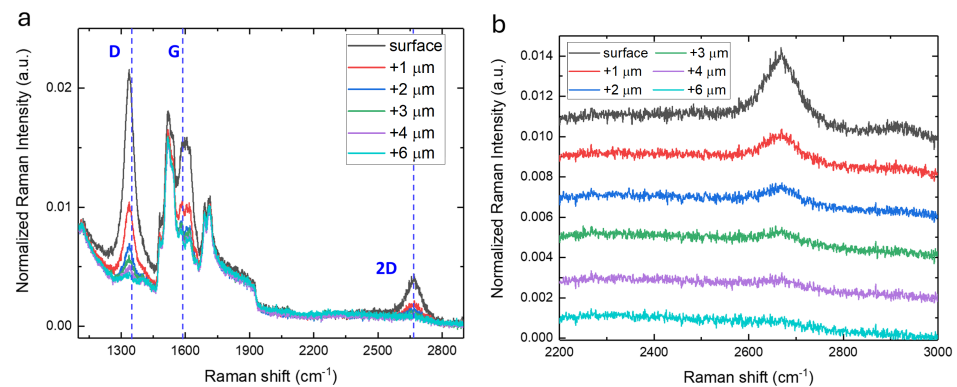 a
D
G
2D
surface
+1 μm
+2 μm
+3 μm
+4 μm
+6 μm
Normalized Raman Intensity (a.u.)
0.02
0.01
0.00
1300 1600 1900 2200 2500 2800
Raman shift (cm⁻¹)
b
surface +3 μm
+1 μm +4 μm
+2 μm +6 μm
Normalized Raman Intensity (a.u.)
0.014
0.012
0.010
0.008
0.006
0.004
0.002
0.000
2200 2400 2600 2800 3000
Raman shift (cm⁻¹)